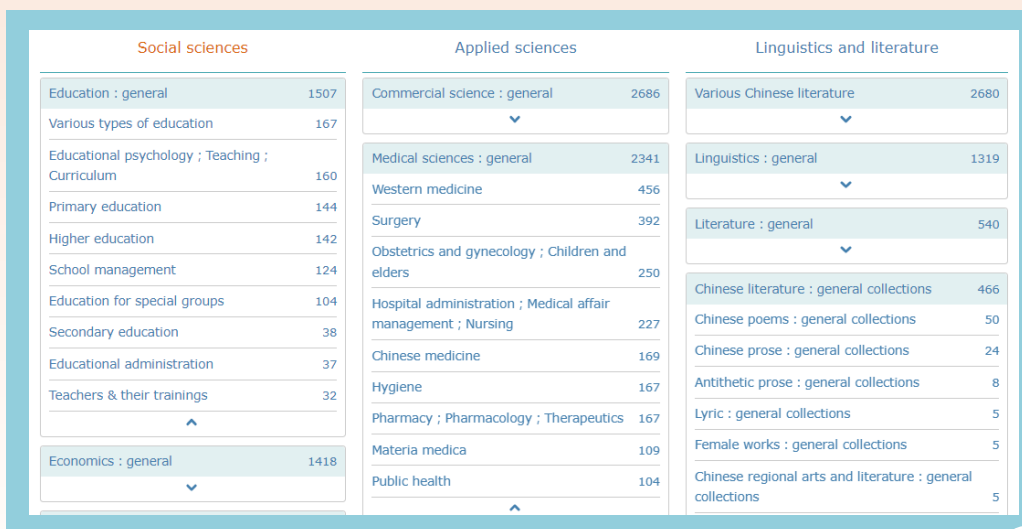 Social sciences
Education : general 1507
Various types of education 167
Educational psychology ; Teaching ;
Curriculum 160
Primary education 144
Higher education 142
School management 124
Education for special groups 104
Secondary education 38
Educational administration 37
Teachers & their trainings 32
Economics : general 1418
Applied sciences
Commercial science : general 2686
Medical sciences : general 2341
Western medicine 456
Surgery 392
Obstetrics and gynecology ; Children and
elders 250
Hospital administration ; Medical affair
management ; Nursing 227
Chinese medicine 169
Hygiene 167
Pharmacy ; Pharmacology ; Therapeutics 167
Materia medica 109
Public health 104
Linguistics and literature
Various Chinese literature 2680
Linguistics : general 1319
Literature : general 540
Chinese literature : general collections 466
Chinese poems : general collections 50
Chinese prose : general collections 24
Antithetic prose : general collections 8
Lyric : general collections 5
Female works : general collections 5
Chinese regional arts and literature : general
collections 5